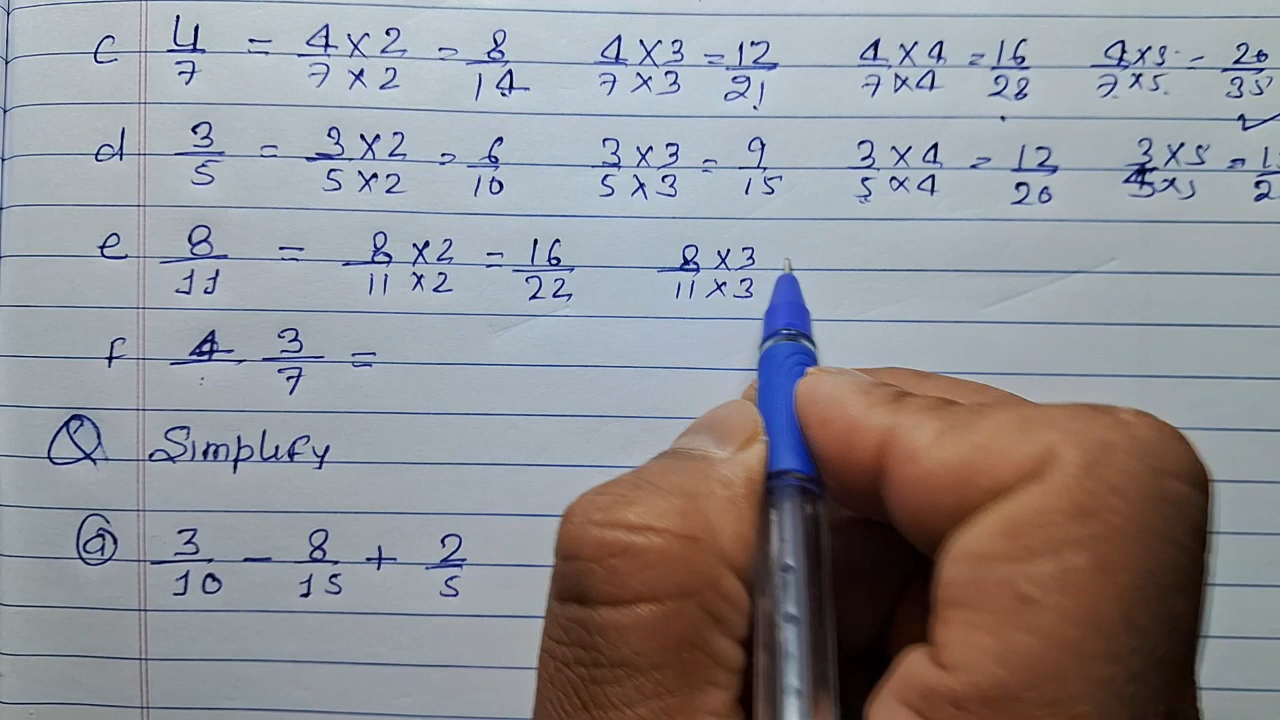 c 4/7 = 4×2/7×2 = 8/14 4×3/7×3 = 12/21 4×4/7×4 = 16/28 4×5/7×5 = 20/35
d 3/5 = 3×2/5×2 = 6/10 3×3/5×3 = 9/15 3×4/5×4 = 12/20 3×5/5×5 =
e 8/11 = 8×2/11×2 = 16/22 8×3/11×3
f 3/7 =
Q Simplify
a 3/10 - 8/15 + 2/5